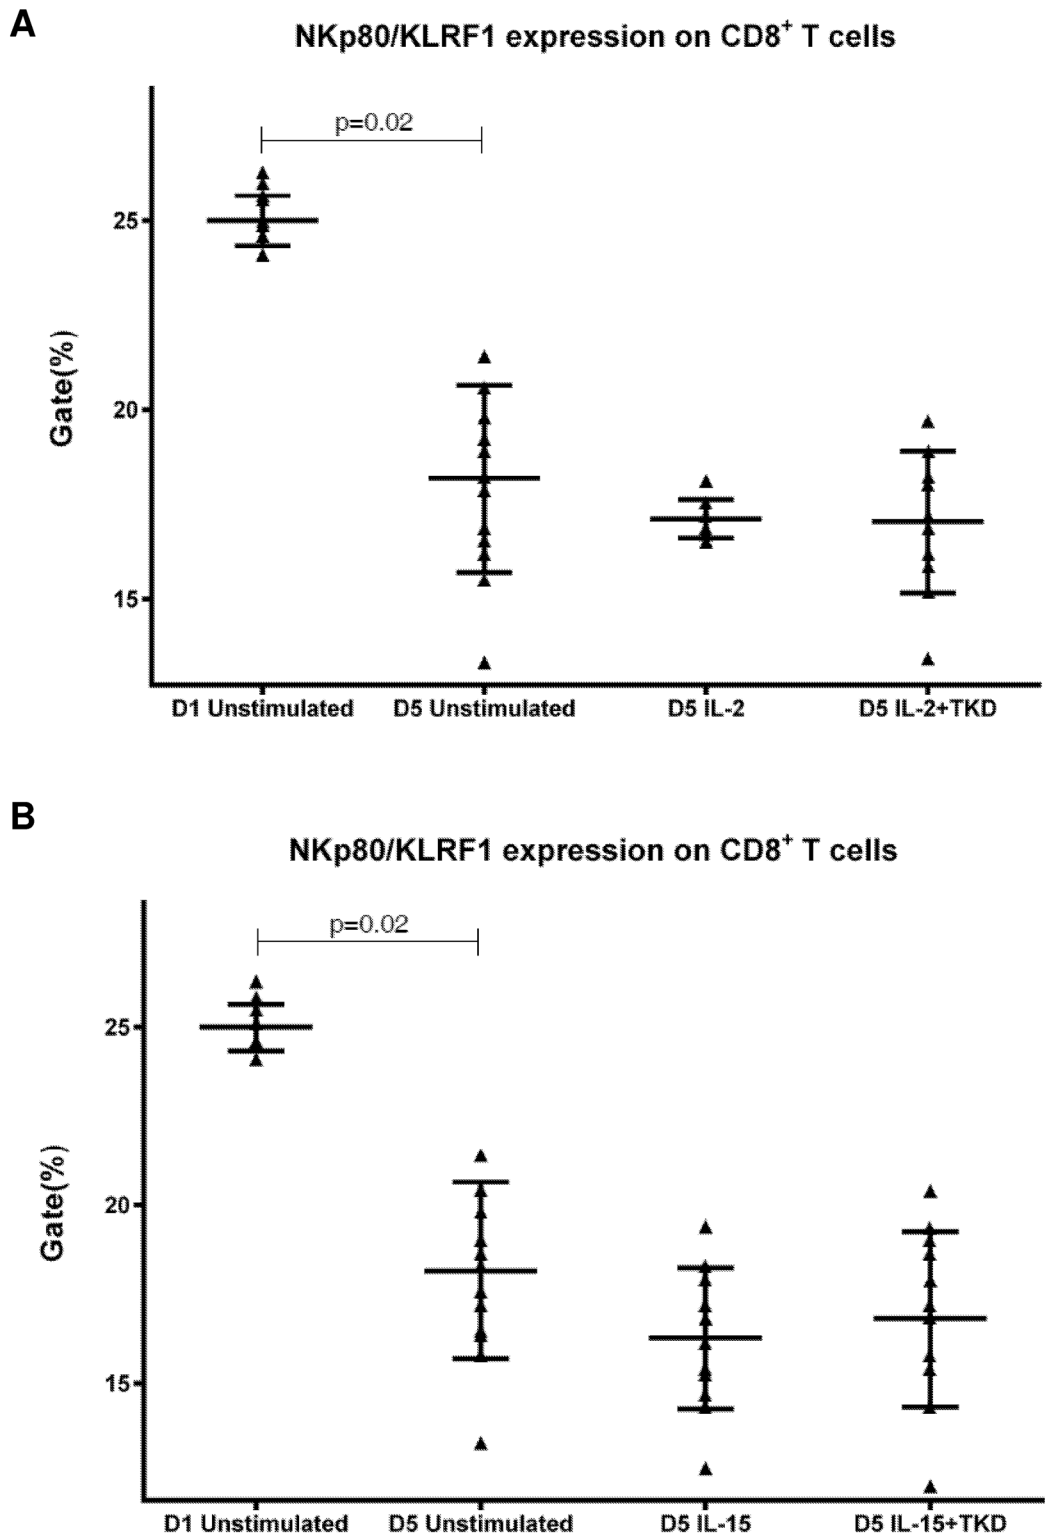 A
NKp80/KLRF1 expression on CD8⁺ T cells
p=0.02
25
20
15
Gate(%)
D1 Unstimulated D5 Unstimulated D5 IL-2 D5 IL-2+TKD
B
NKp80/KLRF1 expression on CD8⁺ T cells
p=0.02
25
20
15
Gate(%)
D1 Unstimulated D5 Unstimulated D5 IL-15 D5 IL-15+TKD